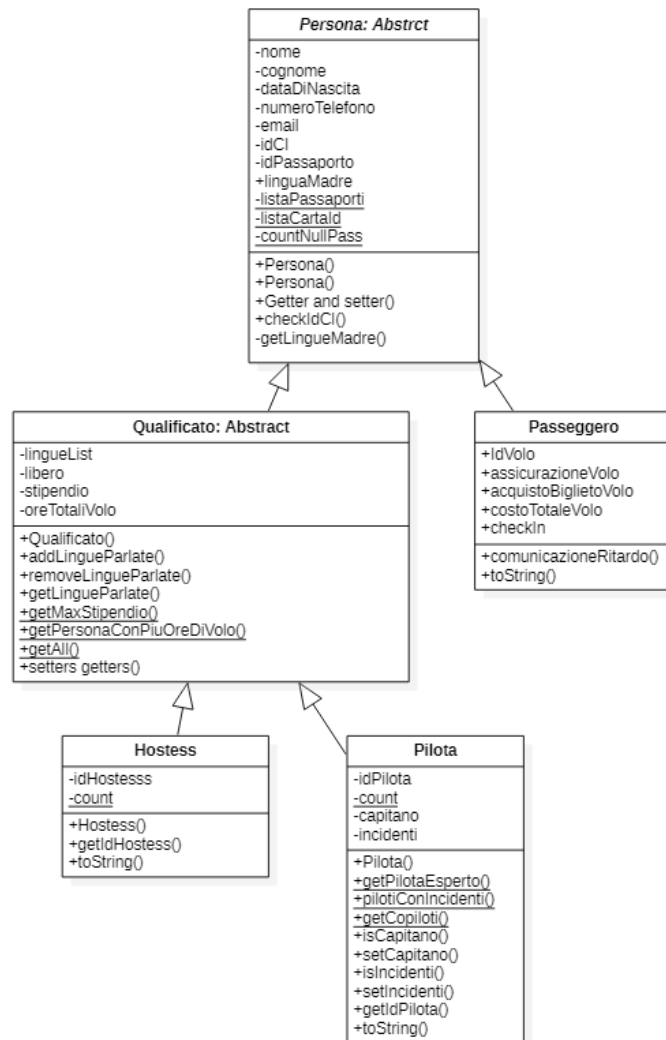 Persona: Abstrct
-nome
-cognome
-dataDiNascita
-numeroTelefono
-email
-idCI
-idPassaporto
+linguaMadre
-listaPassaporti
-listaCartaId
-countNullPass
+Persona()
+Persona()
+Getter and setter()
+checkIdCI()
-getLingueMadre()
Qualificato: Abstract
-lingueList
-libero
-stipendio
-oreTotaliVolo
+Qualificato()
+addLingueParlate()
+removeLingueParlate()
+getLingueParlate()
+getMaxStipendio()
+getPersonaConPiuOreDiVolo()
+getAll()
+setters getters()
Passeggero
+IdVolo
+assicurazioneVolo
+acquistoBiglietoVolo
+costoTotaleVolo
+checkIn
+comunicazioneRitardo()
+toString()
Hostess
-idHostesss
-count
+Hostess()
+getIdHostess()
+toString()
Pilota
-idPilota
-count
-capitano
-incidenti
+Pilota()
+getPilotaEsperto()
+pilotiConIncidenti()
+getCopiloti()
+isCapitano()
+setCapitano()
+isIncidenti()
+setIncidenti()
+getIdPilota()
+toString()